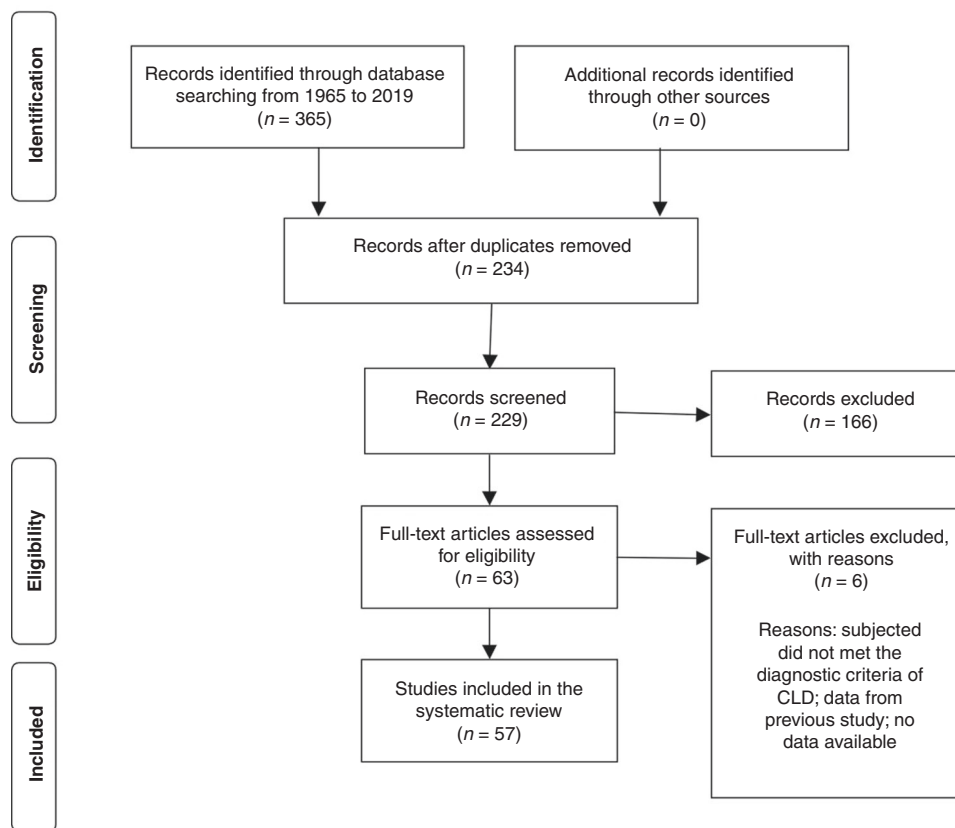 Identification
Records identified through database
searching from 1965 to 2019
(n = 365)
Additional records identified
through other sources
(n = 0)
Screening
Records after duplicates removed
(n = 234)
Records screened
(n = 229)
Records excluded
(n = 166)
Eligibility
Full-text articles assessed
for eligibility
(n = 63)
Full-text articles excluded,
with reasons
(n = 6)
Reasons: subjected
did not met the
diagnostic criteria of
CLD; data from
previous study; no
data available
Included
Studies included in the
systematic review
(n = 57)